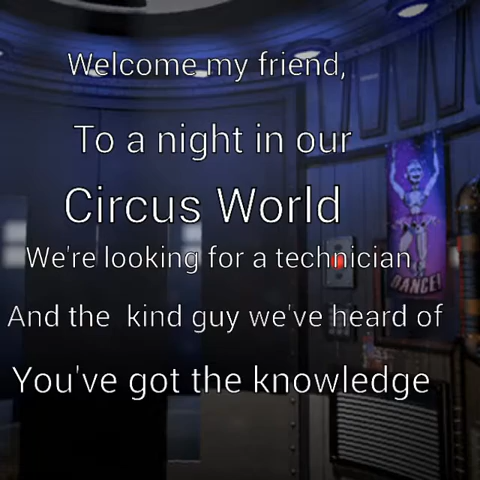 Welcome my friend,
To a night in our
Circus World
We're looking for a technician
DANCE!
And the kind guy we've heard of
You've got the knowledge